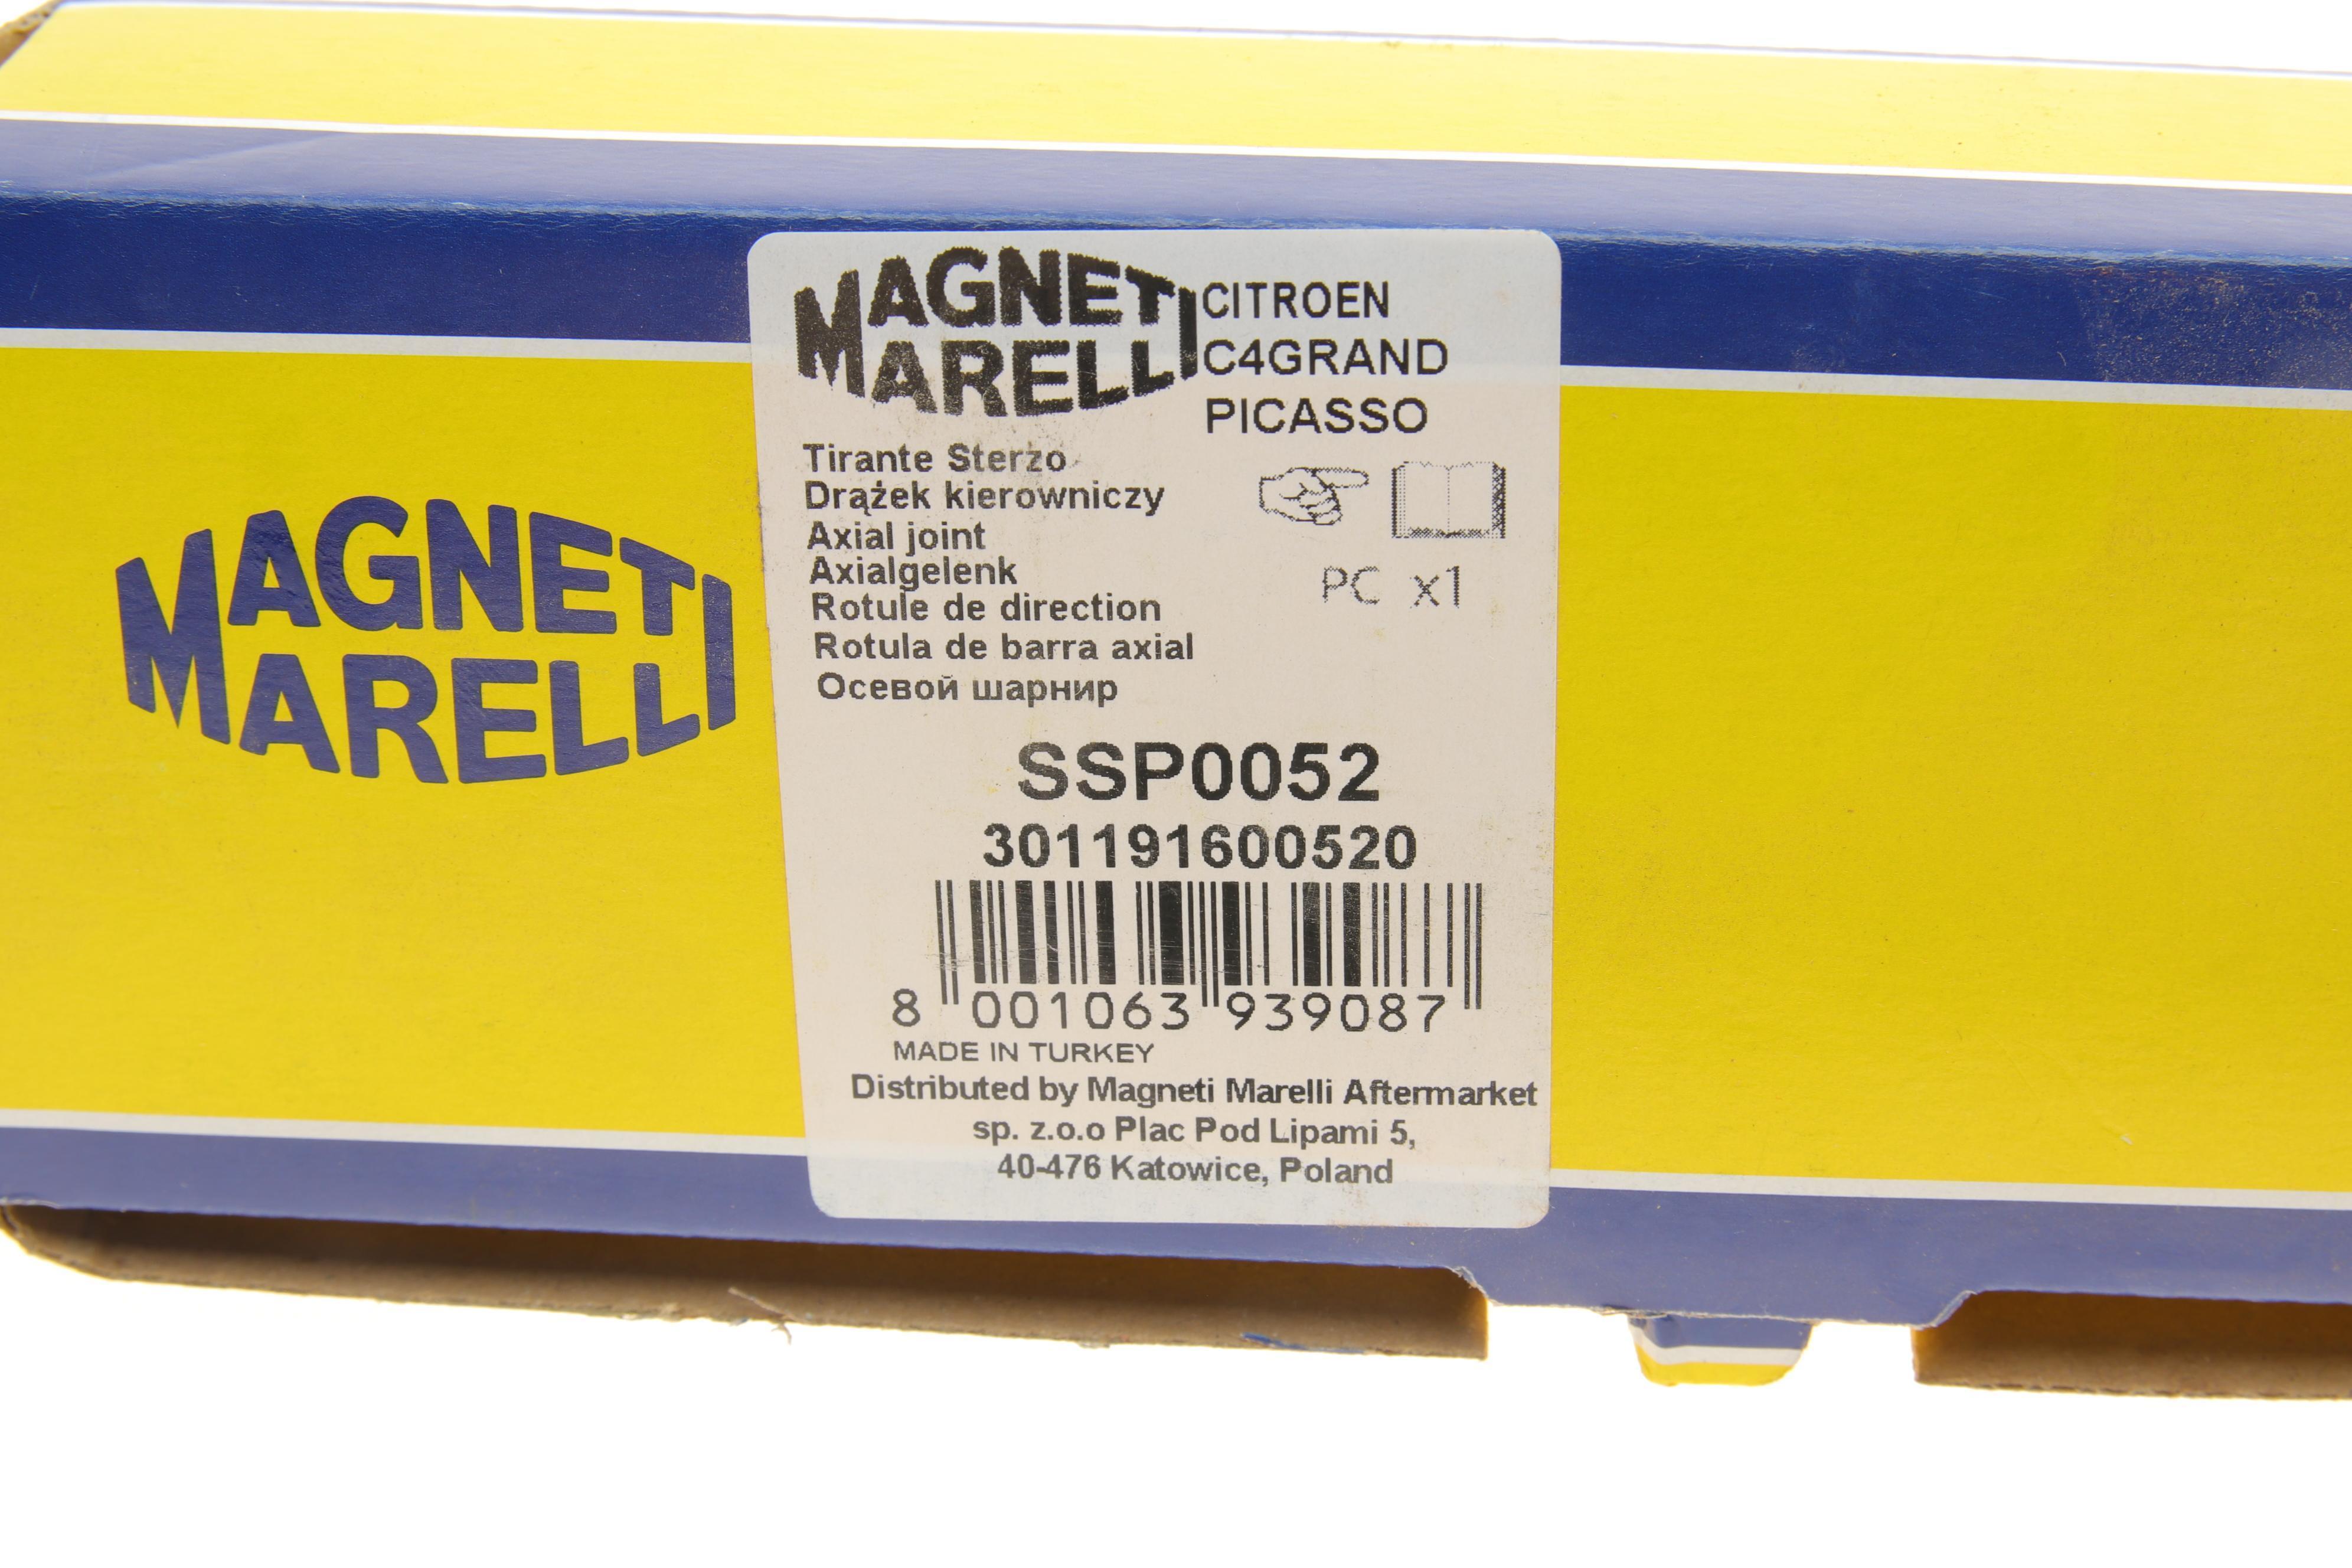 MAGNETI
MARELLI
MAGNETI
MARELLI
CITROEN
C4GRAND
PICASSO
Tirante Sterzo
Drążek kierowniczy
Axial joint
Axialgelenk
Rotule de direction
Rotula de barra axial
Осевой шарнир
PC x1
SSP0052
301191600520
8 001063 939087
MADE IN TURKEY
Distributed by Magneti Marelli Aftermarket
sp. z.o.o Plac Pod Lipami 5,
40-476 Katowice, Poland